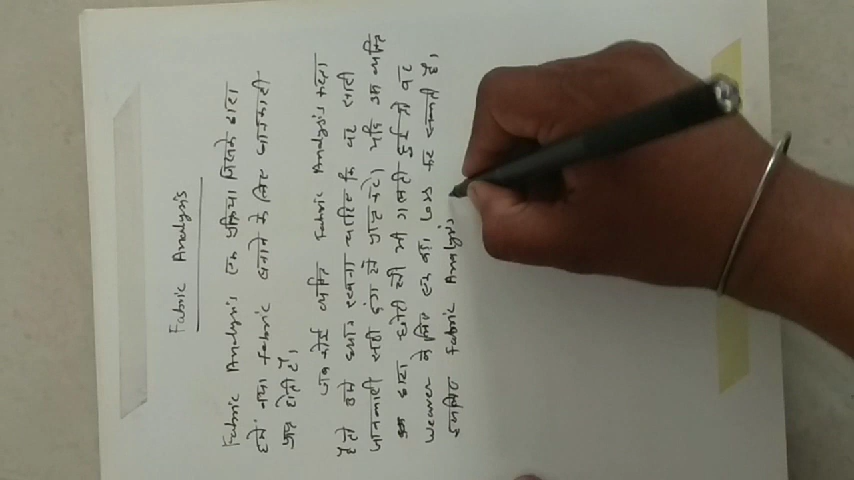 Fabric Analysis
Fabric Analysis एक प्रक्रिया जिसके द्वारा
हमें नया fabric बनाने के लिए जानकारी
प्राप्त होती है।
जब कोई व्यक्ति Fabric Analysis करता
है तो उसे ध्यान रखना चाहिए कि वह सारी
जानकारी सही ढंग से प्राप्त करे। यदि उस व्यक्ति
द्वारा छोटी सी भी गलती हुई तो वह
Weaver के लिए एक बड़ा Loss कर सकती है।
इसलिए Fabric Analysis